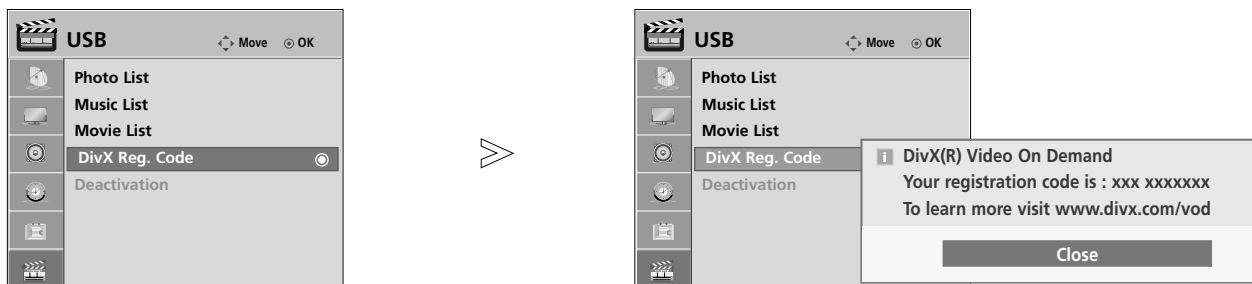 USB Move OK
Photo List
Music List
Movie List
DivX Reg. Code
Deactivation
USB Move OK
Photo List
Music List
Movie List
DivX Reg. Code
Deactivation
i DivX(R) Video On Demand
Your registration code is : xxx xxxxxxx
To learn more visit www.divx.com/vod
Close